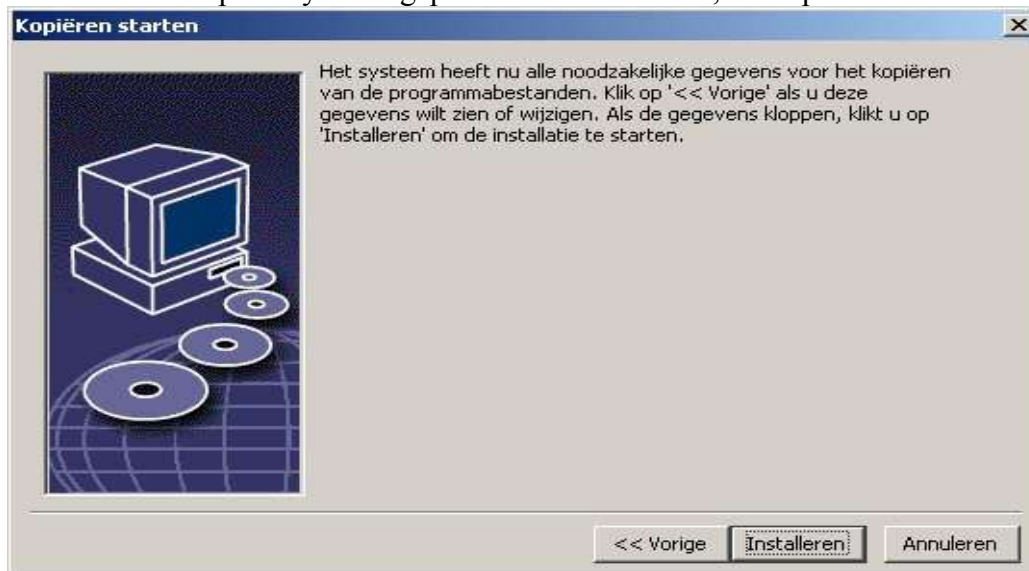 Kopiëren starten
Het systeem heeft nu alle noodzakelijke gegevens voor het kopiëren
van de programmabestanden. Klik op '<< Vorige' als u deze
gegevens wilt zien of wijzigen. Als de gegevens kloppen, klikt u op
'Installeren' om de installatie te starten.
<< Vorige Installeren Annuleren